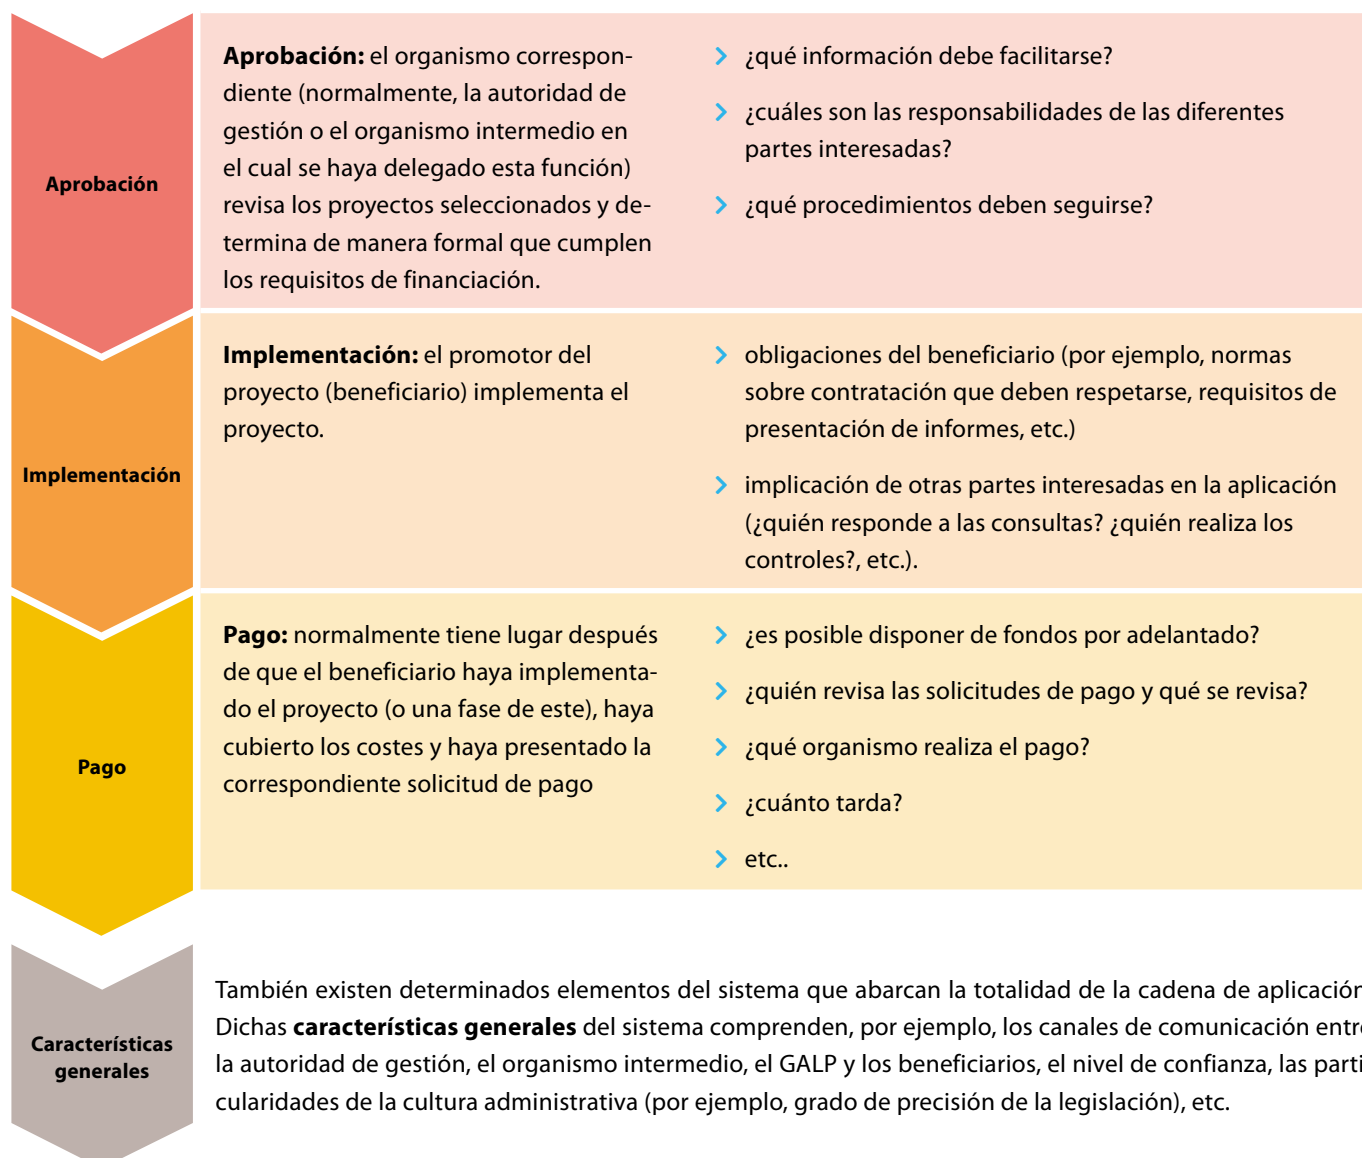 Aprobación
Aprobación: el organismo correspon-
diente (normalmente, la autoridad de
gestión o el organismo intermedio en
el cual se haya delegado esta función)
revisa los proyectos seleccionados y de-
termina de manera formal que cumplen
los requisitos de financiación.
¿qué información debe facilitarse?
¿cuáles son las responsabilidades de las diferentes
partes interesadas?
¿qué procedimientos deben seguirse?
Implementación
Implementación: el promotor del
proyecto (beneficiario) implementa el
proyecto.
obligaciones del beneficiario (por ejemplo, normas
sobre contratación que deben respetarse, requisitos de
presentación de informes, etc.)
implicación de otras partes interesadas en la aplicación
(¿quién responde a las consultas? ¿quién realiza los
controles?, etc.).
Pago
Pago: normalmente tiene lugar después
de que el beneficiario haya implementa-
do el proyecto (o una fase de este), haya
cubierto los costes y haya presentado la
correspondiente solicitud de pago
¿es posible disponer de fondos por adelantado?
¿quién revisa las solicitudes de pago y qué se revisa?
¿qué organismo realiza el pago?
¿cuánto tarda?
etc..
Características
generales
También existen determinados elementos del sistema que abarcan la totalidad de la cadena de aplicación
Dichas características generales del sistema comprenden, por ejemplo, los canales de comunicación entre
la autoridad de gestión, el organismo intermedio, el GALP y los beneficiarios, el nivel de confianza, las parti
cularidades de la cultura administrativa (por ejemplo, grado de precisión de la legislación), etc.